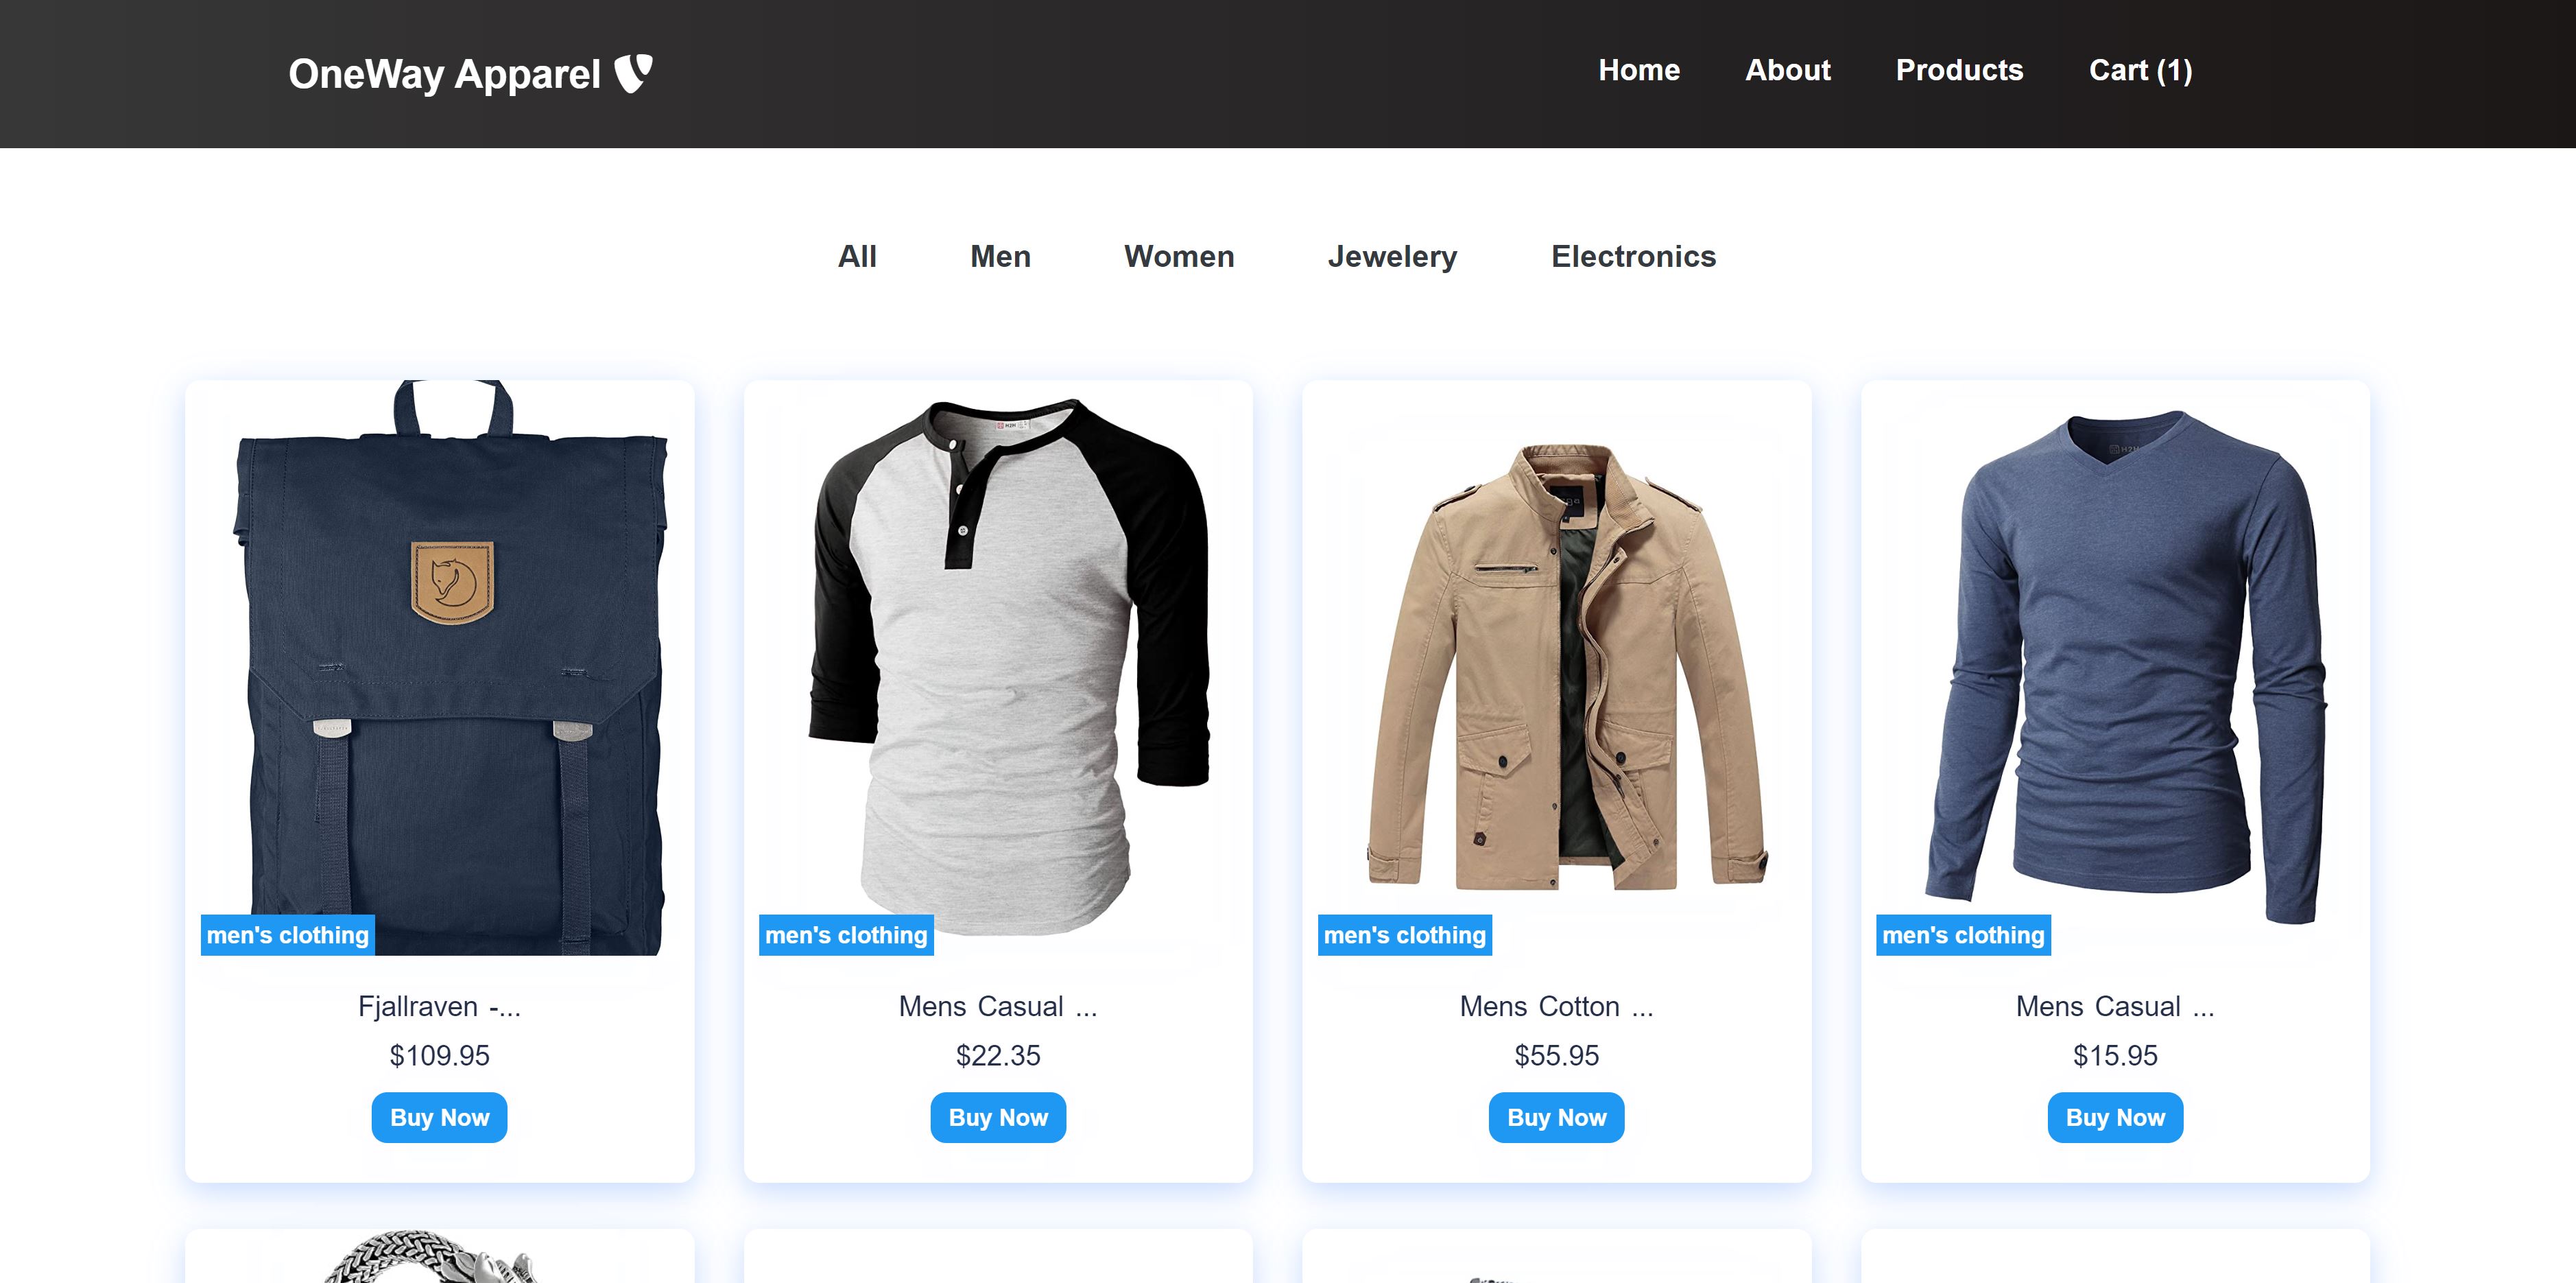 OneWay Apparel
Home About Products Cart (1)
All Men Women Jewelery Electronics
men's clothing men's clothing men's clothing men's clothing
Fjallraven -... Mens Casual ... Mens Cotton ... Mens Casual ...
$109.95 $22.35 $55.95 $15.95
Buy Now Buy Now Buy Now Buy Now